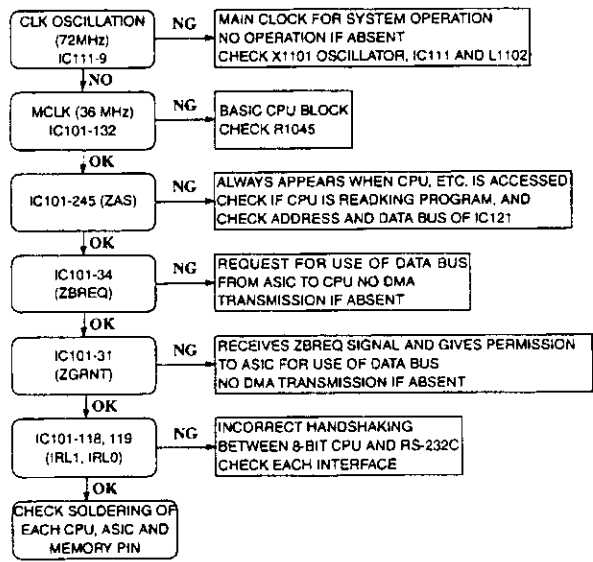 CLK OSCILLATION
(72MHz)
IC111-9
NG
MAIN CLOCK FOR SYSTEM OPERATION
NO OPERATION IF ABSENT
CHECK X1101 OSCILLATOR, IC111 AND L1102
NO
MCLK (36 MHz)
IC101-132
NG
BASIC CPU BLOCK
CHECK R1045
OK
IC101-245 (ZAS)
NG
ALWAYS APPEARS WHEN CPU, ETC. IS ACCESSED
CHECK IF CPU IS READKING PROGRAM, AND
CHECK ADDRESS AND DATA BUS OF IC121
OK
IC101-34
(ZBREQ)
NG
REQUEST FOR USE OF DATA BUS
FROM ASIC TO CPU NO DMA
TRANSMISSION IF ABSENT
OK
IC101-31
(ZGRNT)
NG
RECEIVES ZBREQ SIGNAL AND GIVES PERMISSION
TO ASIC FOR USE OF DATA BUS
NO DMA TRANSMISSION IF ABSENT
OK
IC101-118, 119
(IRL1, IRL0)
NG
INCORRECT HANDSHAKING
BETWEEN 8-BIT CPU AND RS-232C
CHECK EACH INTERFACE
OK
CHECK SOLDERING OF
EACH CPU, ASIC AND
MEMORY PIN